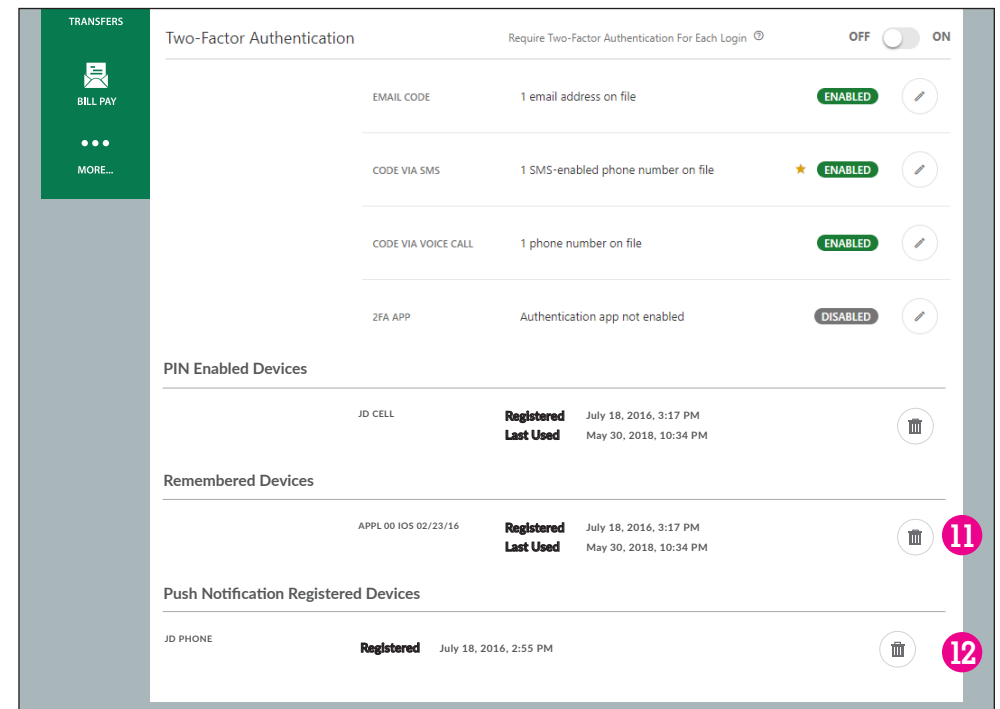 TRANSFERS
BILL PAY
MORE...
Two-Factor Authentication
Require Two-Factor Authentication For Each Login ?
OFF ON
EMAIL CODE 1 email address on file ENABLED
CODE VIA SMS 1 SMS-enabled phone number on file ENABLED
CODE VIA VOICE CALL 1 phone number on file ENABLED
2FA APP Authentication app not enabled DISABLED
PIN Enabled Devices
JD CELL Registered July 18, 2016, 3:17 PM
Last Used May 30, 2018, 10:34 PM
Remembered Devices
APPL 00 IOS 02/23/16 Registered July 18, 2016, 3:17 PM
Last Used May 30, 2018, 10:34 PM
11
Push Notification Registered Devices
JD PHONE Registered July 18, 2016, 2:55 PM
12